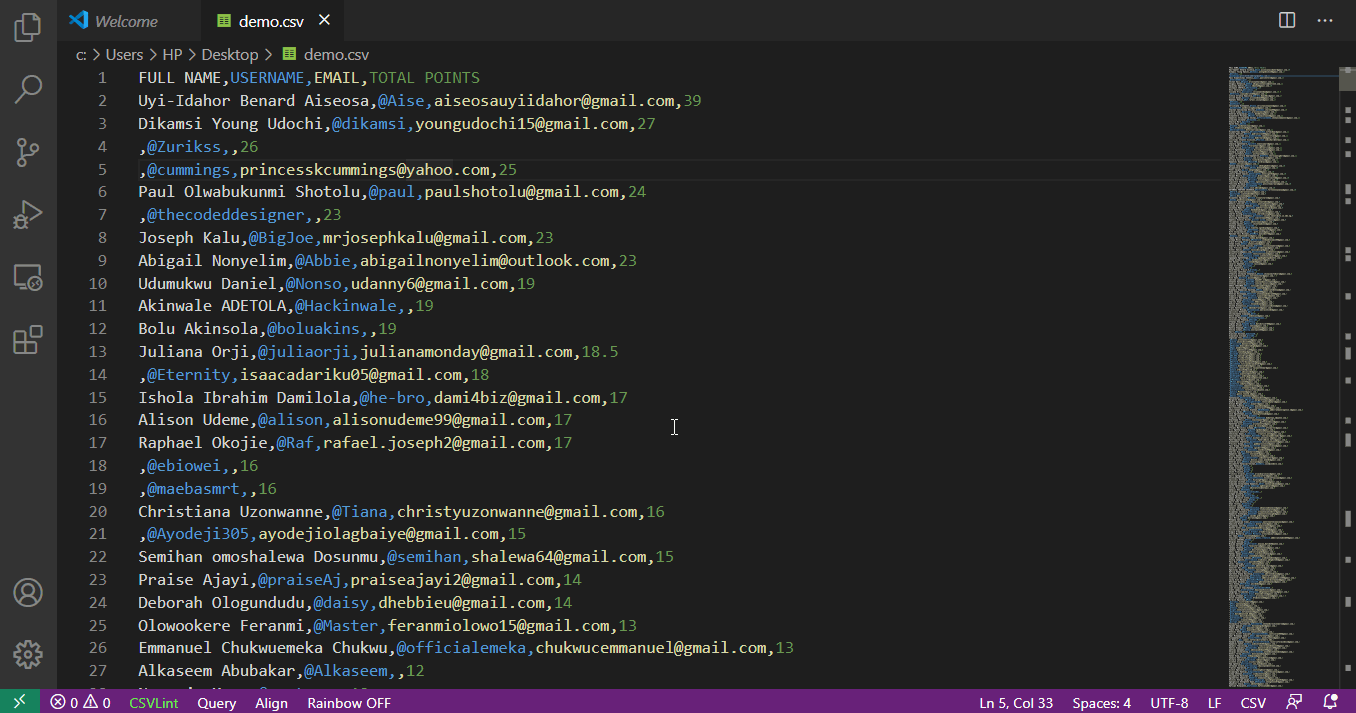 Welcome
demo.csv
c: > Users > HP > Desktop > demo.csv
1 FULL NAME,USERNAME,EMAIL,TOTAL POINTS
2 Uyi-Idahor Benard Aiseosa,@Aise,aiseosauyiidahor@gmail.com,39
3 Dikamsi Young Udochi,@dikamsi,youngudochi15@gmail.com,27
4 ,@Zurikss,,26
5 ,@cummings,princesskcummings@yahoo.com,25
6 Paul Olwabukunmi Shotolu,@paul,paulshotolu@gmail.com,24
7 ,@thecodeddesigner,,23
8 Joseph Kalu,@BigJoe,mrjosephkalu@gmail.com,23
9 Abigail Nonyelim,@Abbie,abigailnonyelim@outlook.com,23
10 Udumukwu Daniel,@Nonso,udanny6@gmail.com,19
11 Akinwale ADETOLA,@Hackinwale,,19
12 Bolu Akinsola,@boluakins,,19
13 Juliana Orji,@juliaorji,julianamonday@gmail.com,18.5
14 ,@Eternity,isaacadariku05@gmail.com,18
15 Ishola Ibrahim Damilola,@he-bro,dami4biz@gmail.com,17
16 Alison Udeme,@alison,alisonudeme99@gmail.com,17
17 Raphael Okojie,@Raf,rafael.joseph2@gmail.com,17
18 ,@ebiowei,,16
19 ,@maebasmrt,,16
20 Christiana Uzonwanne,@Tiana,christyuzonwanne@gmail.com,16
21 ,@Ayodeji305,ayodejiolagbaiye@gmail.com,15
22 Semihan omoshalewa Dosunmu,@semihan,shalewa64@gmail.com,15
23 Praise Ajayi,@praiseAj,praiseajayi2@gmail.com,14
24 Deborah Ologundudu,@daisy,dhebbieu@gmail.com,14
25 Olowookere Feranmi,@Master,feranmiolowo15@gmail.com,13
26 Emmanuel Chukwuemeka Chukwu,@officialemeka,chukwucemmanuel@gmail.com,13
27 Alkaseem Abubakar,@Alkaseem,,12
0 0 CSVLint Query Align Rainbow OFF Ln 5, Col 33 Spaces: 4 UTF-8 LF CSV